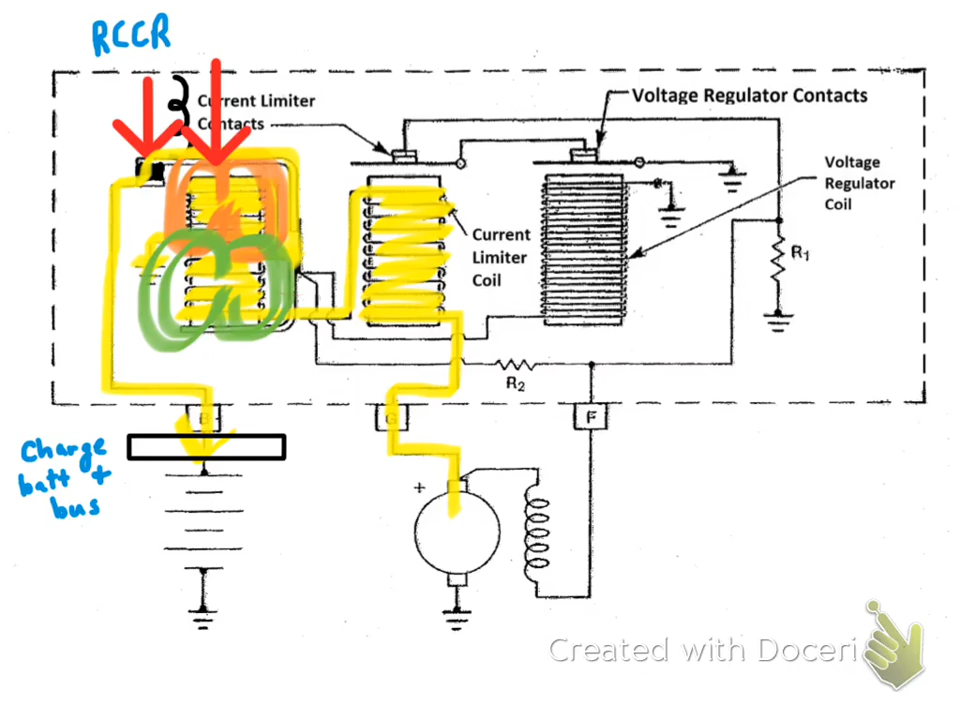 RCCR
Current Limiter
Contacts
Voltage Regulator Contacts
Voltage
Regulator
Coil
Current
Limiter
Coil
R1
R2
B
G
F
Charge
batt +
bus
+
Created with Doceri